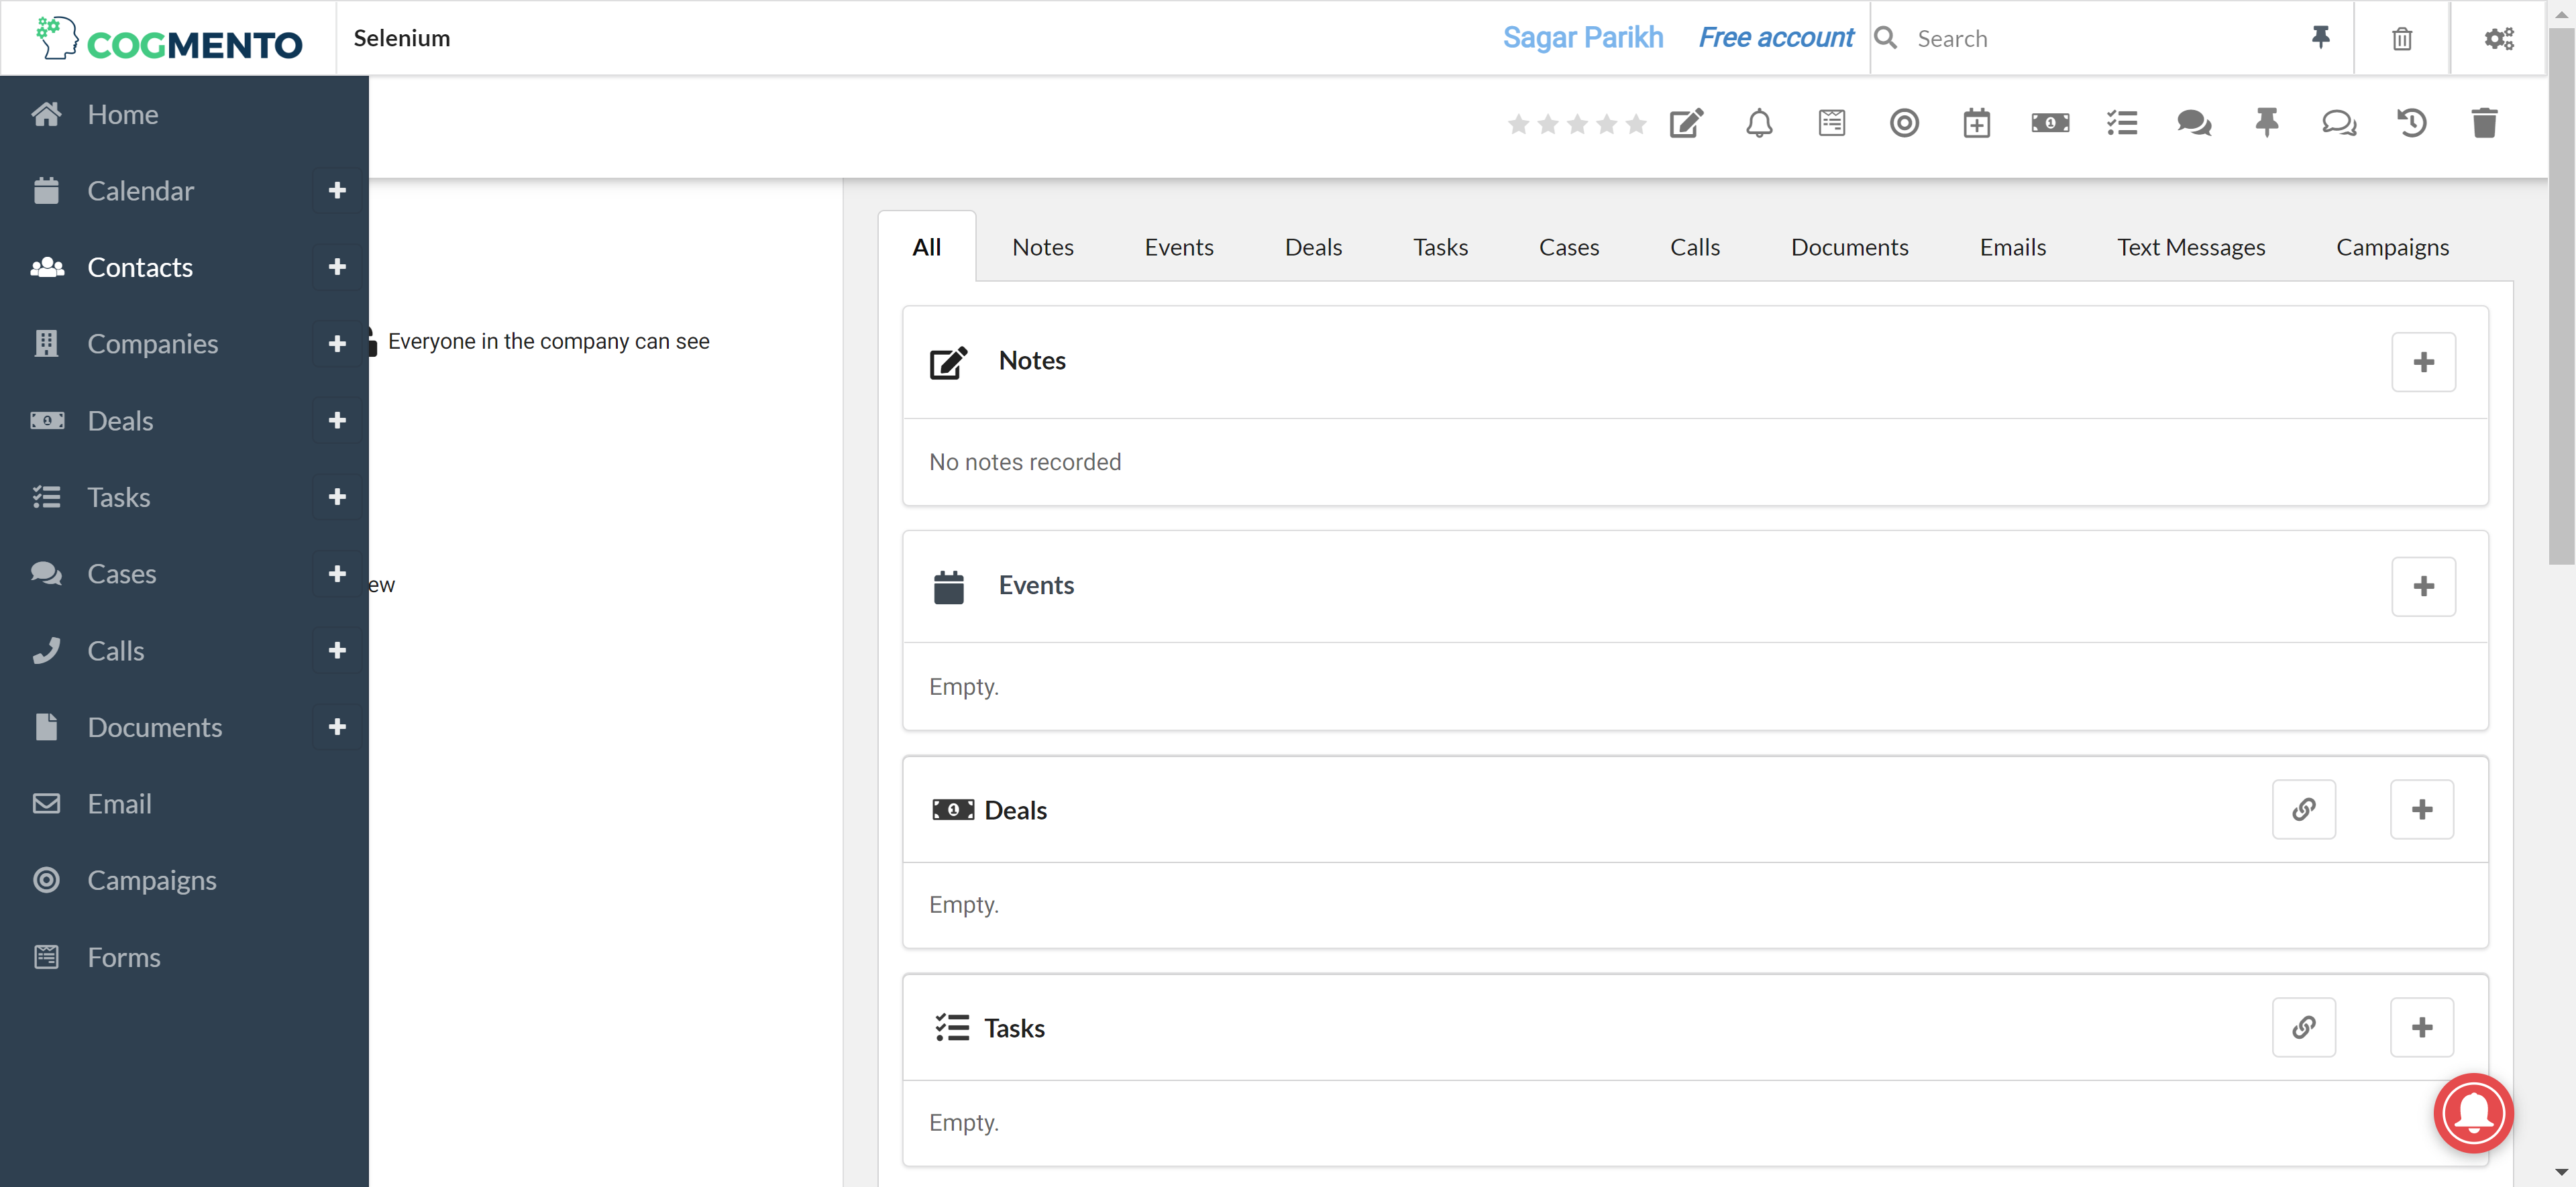 COGMENTO
Selenium
Sagar Parikh
Free account
Search
Home
Calendar
Contacts
Companies
Deals
Tasks
Cases
Calls
Documents
Email
Campaigns
Forms
Everyone in the company can see
ew
All
Notes
Events
Deals
Tasks
Cases
Calls
Documents
Emails
Text Messages
Campaigns
Notes
No notes recorded
Events
Empty.
Deals
Empty.
Tasks
Empty.